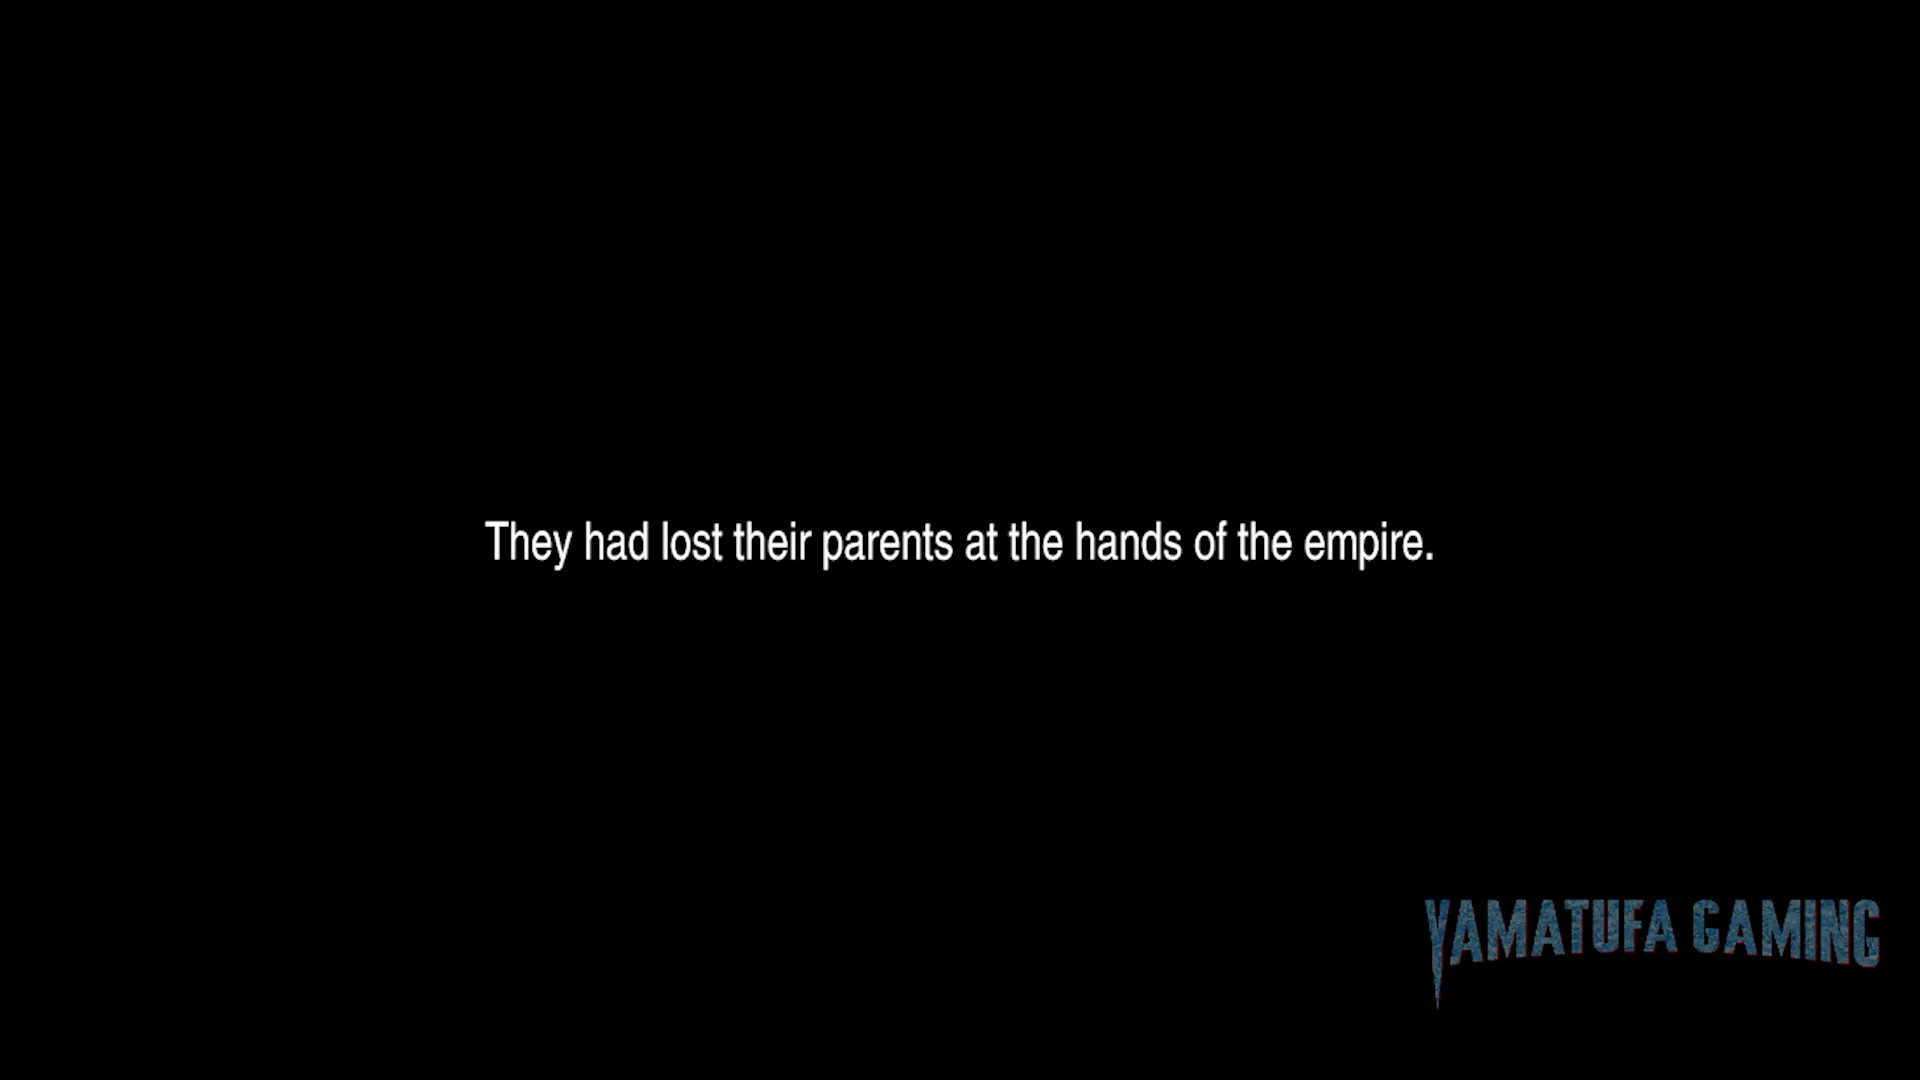 They had lost their parents at the hands of the empire.
YAMATUFA GAMING